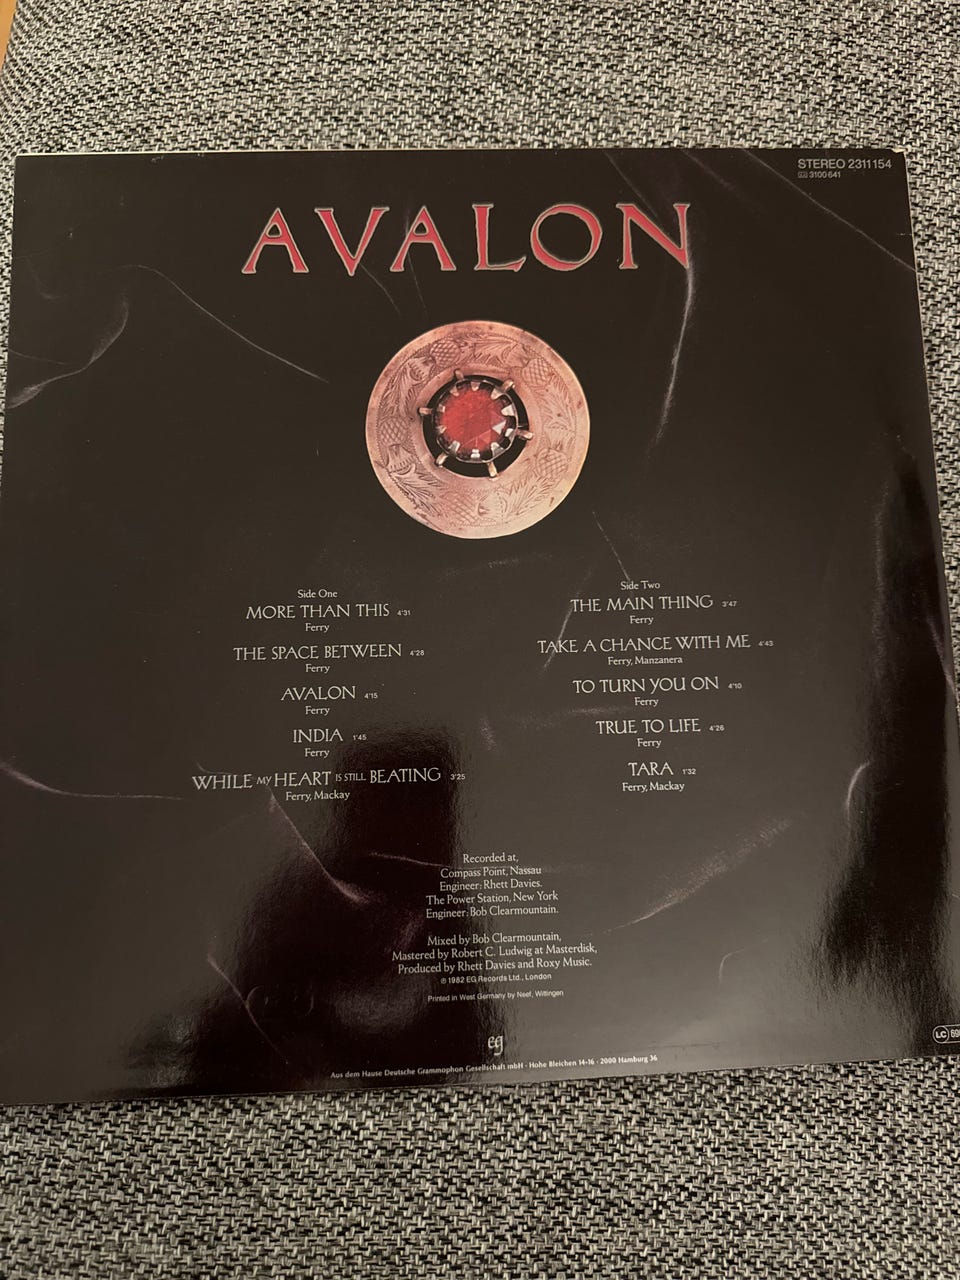 STEREO 2311 154
3100 641
AVALON
Side One
MORE THAN THIS 4'31
Ferry
THE SPACE BETWEEN 4'28
Ferry
AVALON 4'15
Ferry
INDIA 1'45
Ferry
WHILE MY HEART IS STILL BEATING 3'25
Ferry, Mackay
Side Two
THE MAIN THING 3'47
Ferry
TAKE A CHANCE WITH ME 4'43
Ferry, Manzanera
TO TURN YOU ON 4'10
Ferry
TRUE TO LIFE 4'26
Ferry
TARA 1'32
Ferry, Mackay
Recorded at,
Compass Point, Nassau
Engineer: Rhett Davies.
The Power Station, New York
Engineer: Bob Clearmountain.
Mixed by Bob Clearmountain,
Mastered by Robert C. Ludwig at Masterdisk,
Produced by Rhett Davies and Roxy Music.
℗ 1982 EG Records Ltd., London
Printed in West Germany by Neef, Wittingen
eg
Aus dem Hause Deutsche Grammophon Gesellschaft mbH · Hohe Bleichen 14-16 · 2000 Hamburg 36
LC